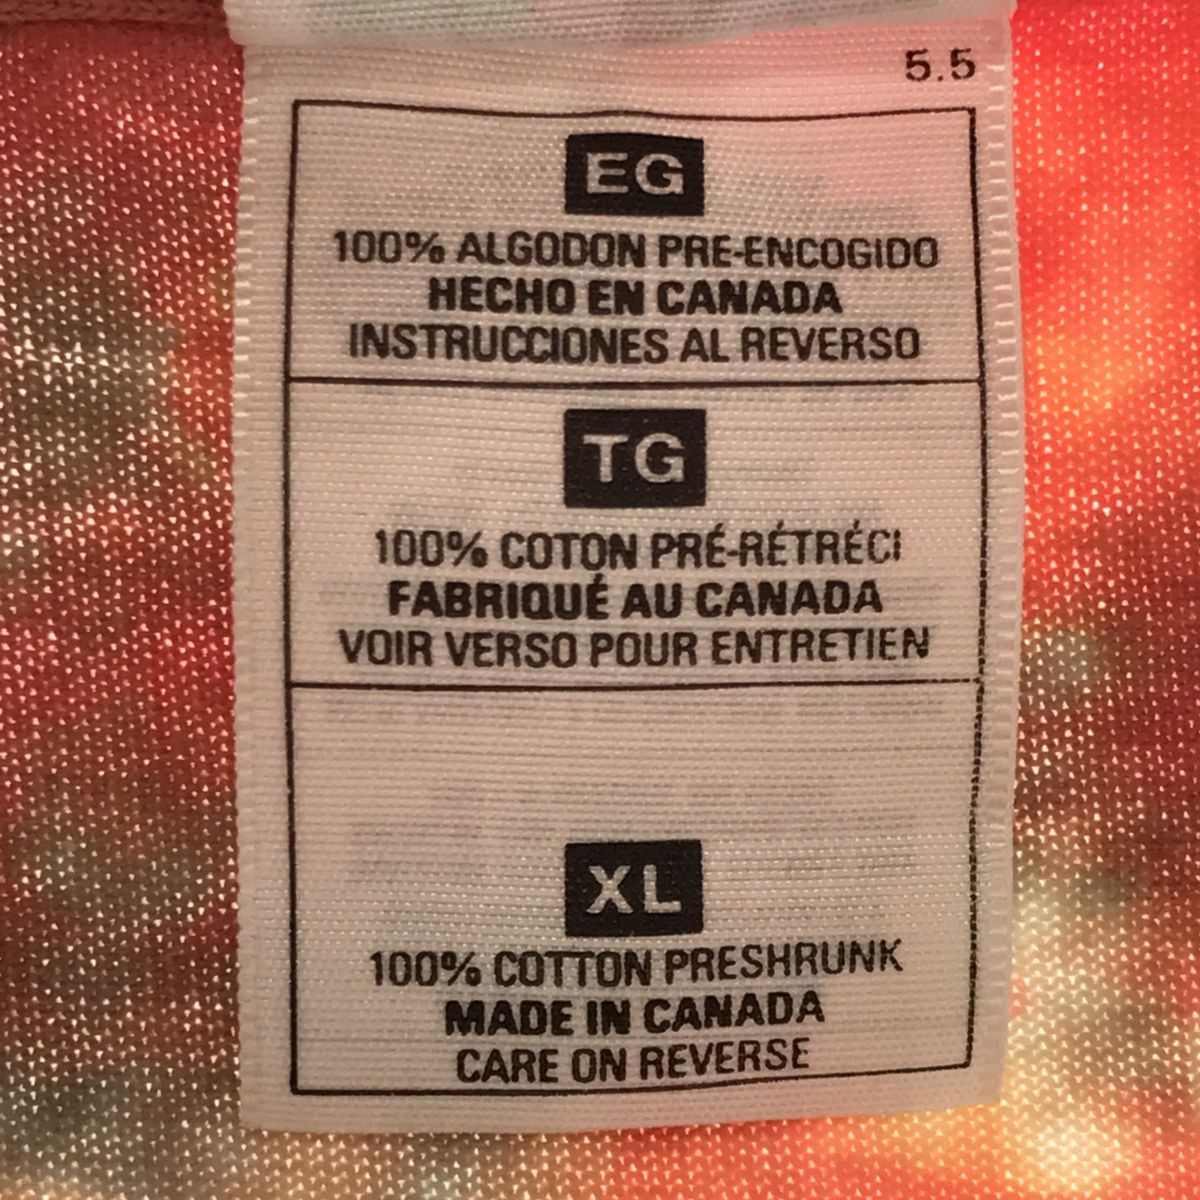 5.5
EG
100% ALGODON PRE-ENCOGIDO
HECHO EN CANADA
INSTRUCCIONES AL REVERSO
TG
100% COTON PRÉ-RÉTRÉCI
FABRIQUÉ AU CANADA
VOIR VERSO POUR ENTRETIEN
XL
100% COTTON PRESHRUNK
MADE IN CANADA
CARE ON REVERSE